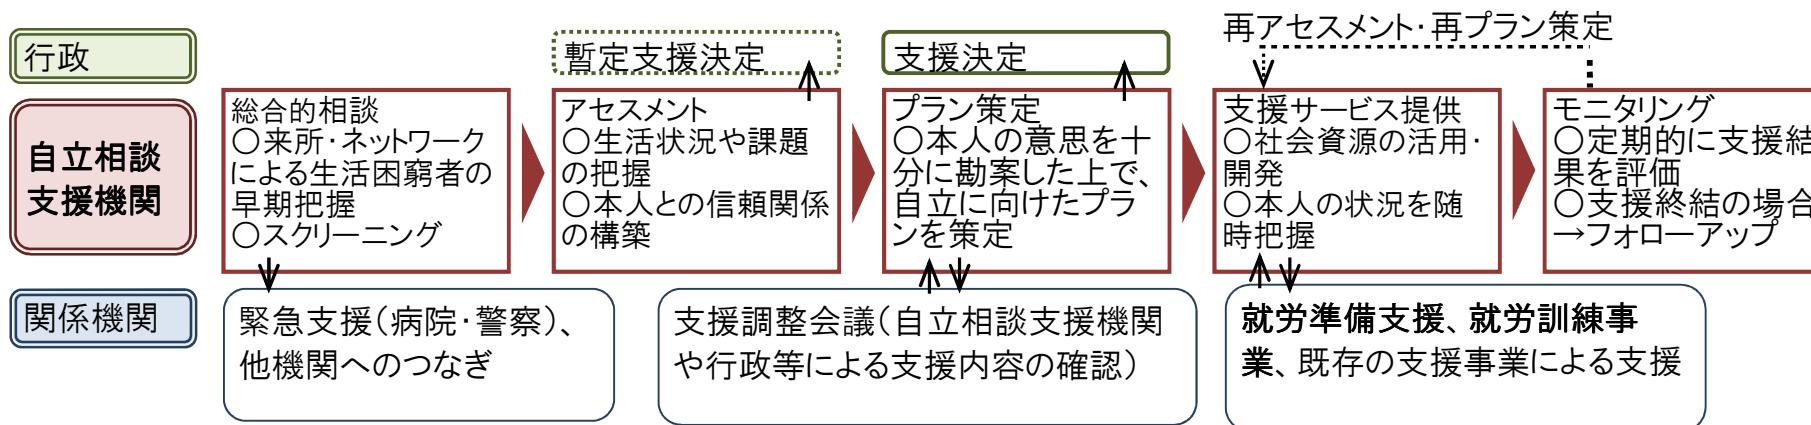 行政
暫定支援決定
支援決定
再アセスメント・再プラン策定
自立相談
支援機関
総合的相談
○来所・ネットワーク
による生活困窮者の
早期把握
○スクリーニング
アセスメント
○生活状況や課題
の把握
○本人との信頼関係
の構築
プラン策定
○本人の意思を十
分に勘案した上で、
自立に向けたプラ
ンを策定
支援サービス提供
○社会資源の活用・
開発
○本人の状況を随
時把握
モニタリング
○定期的に支援結
果を評価
○支援終結の場合
→フォローアップ
関係機関
緊急支援（病院・警察）、
他機関へのつなぎ
支援調整会議（自立相談支援機関
や行政等による支援内容の確認）
就労準備支援、就労訓練事
業、既存の支援事業による支援